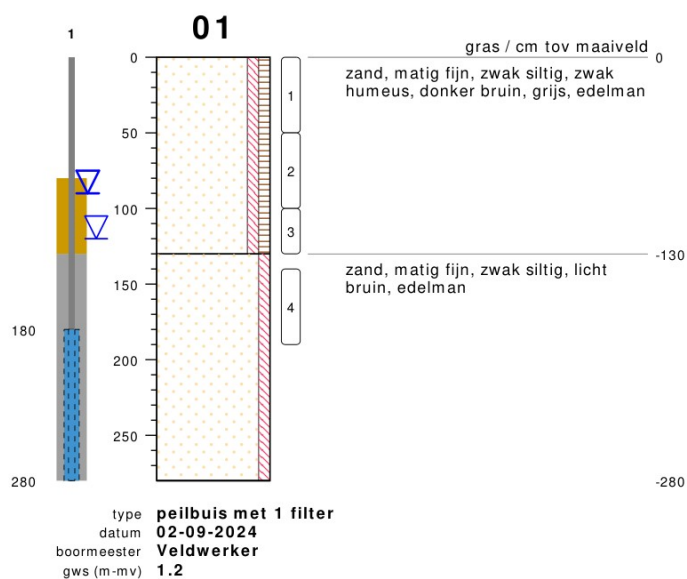 01
1
gras / cm tov maaiveld
0
0
zand, matig fijn, zwak siltig, zwak
humeus, donker bruin, grijs, edelman
1
50
2
100
3
-130
zand, matig fijn, zwak siltig, licht
bruin, edelman
150
4
180
200
250
280
-280
type peilbuis met 1 filter
datum 02-09-2024
boormeester Veldwerker
gws (m-mv) 1.2